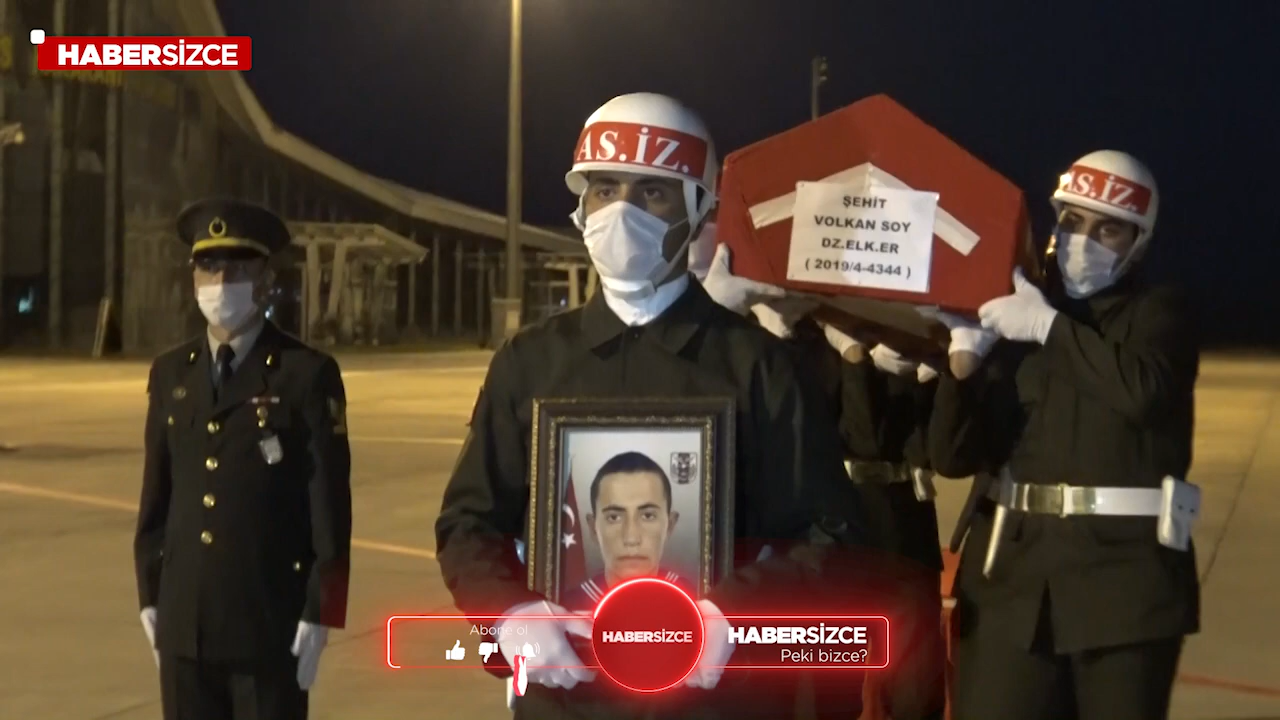 HABERSİZCE
AS.İZ.
AS.İZ.
ŞEHİT
VOLKAN SOY
DZ.ELK.ER
( 2019/4-4344 )
Abone ol
HABERSİZCE
HABERSİZCE
Peki bizce?